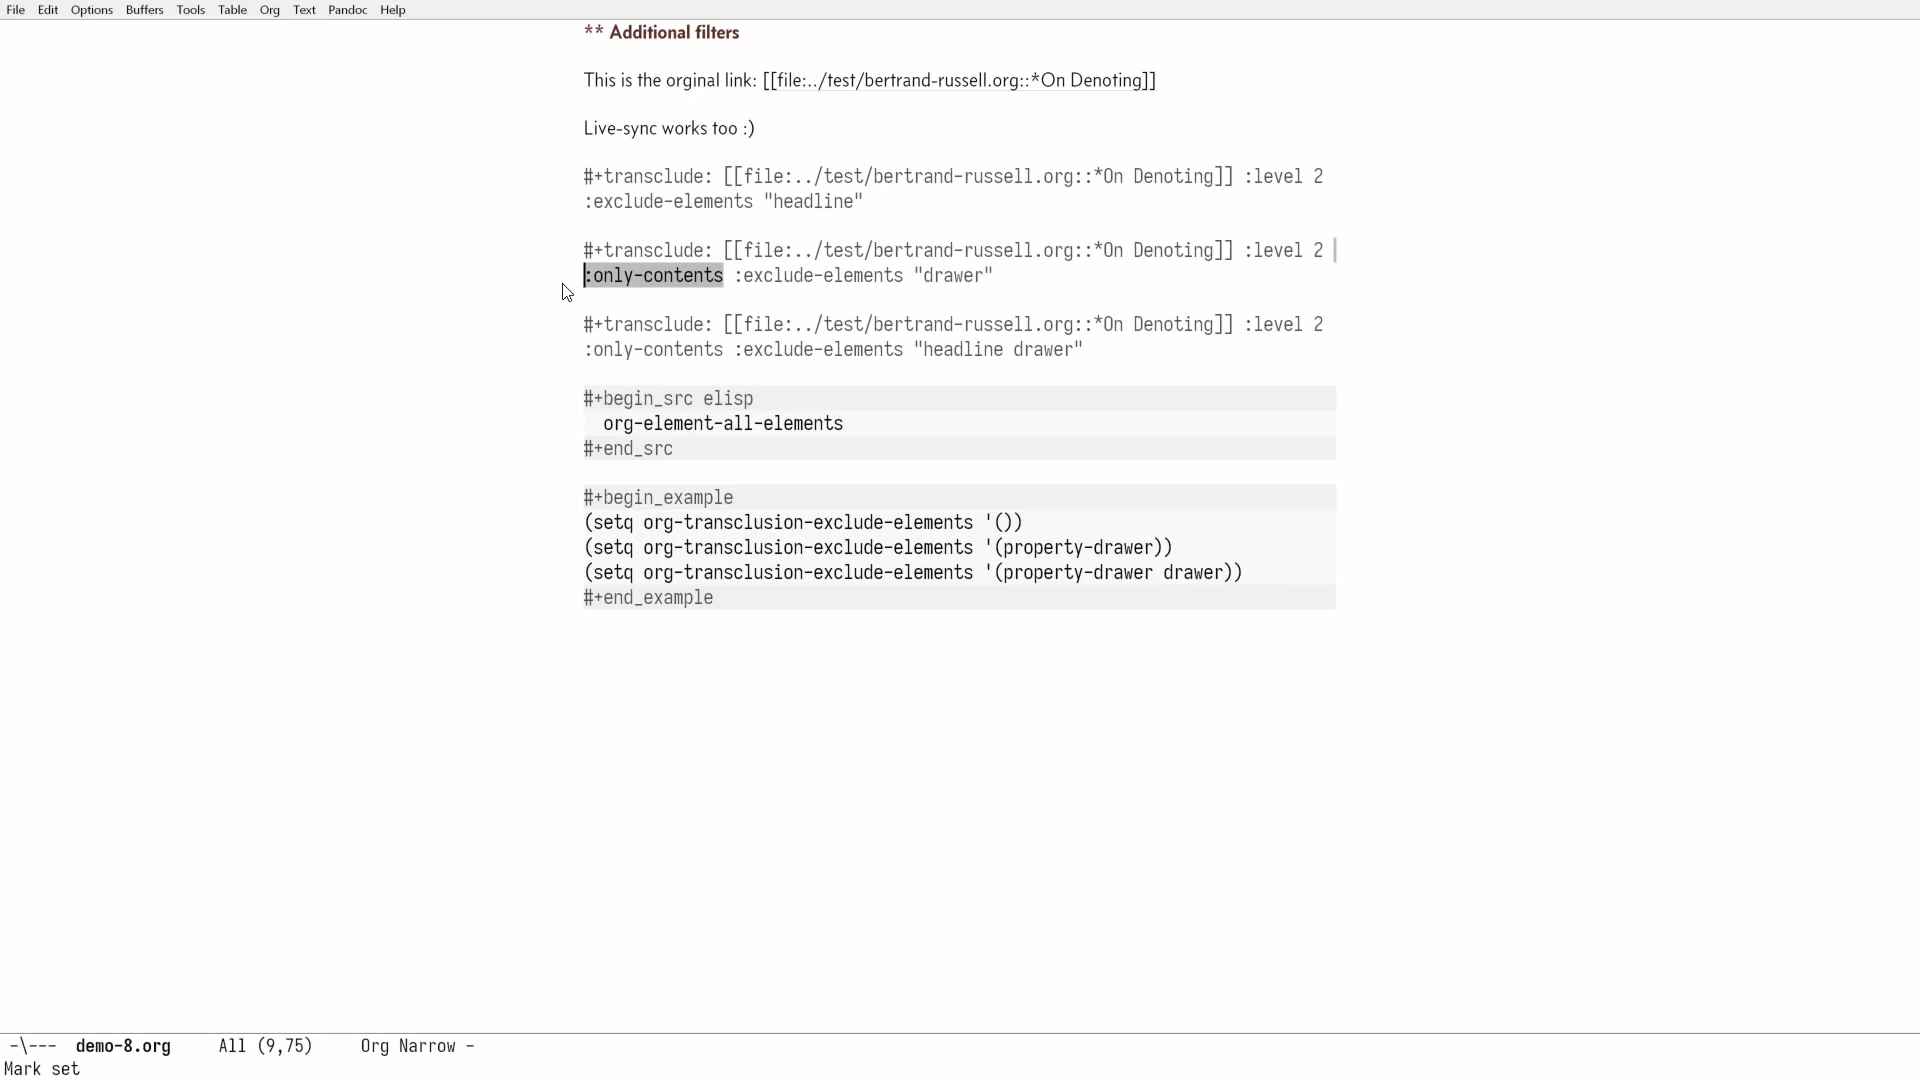 File Edit Options Buffers Tools Table Org Text Pandoc Help
** Additional filters
This is the orginal link: [[file:../test/bertrand-russell.org::*On Denoting]]
Live-sync works too :)
#+transclude: [[file:../test/bertrand-russell.org::*On Denoting]] :level 2
:exclude-elements "headline"
#+transclude: [[file:../test/bertrand-russell.org::*On Denoting]] :level 2
:only-contents :exclude-elements "drawer"
#+transclude: [[file:../test/bertrand-russell.org::*On Denoting]] :level 2
:only-contents :exclude-elements "headline drawer"
#+begin_src elisp
org-element-all-elements
#+end_src
#+begin_example
(setq org-transclusion-exclude-elements '())
(setq org-transclusion-exclude-elements '(property-drawer))
(setq org-transclusion-exclude-elements '(property-drawer drawer))
#+end_example
-\--- demo-8.org All (9,75) Org Narrow -
Mark set